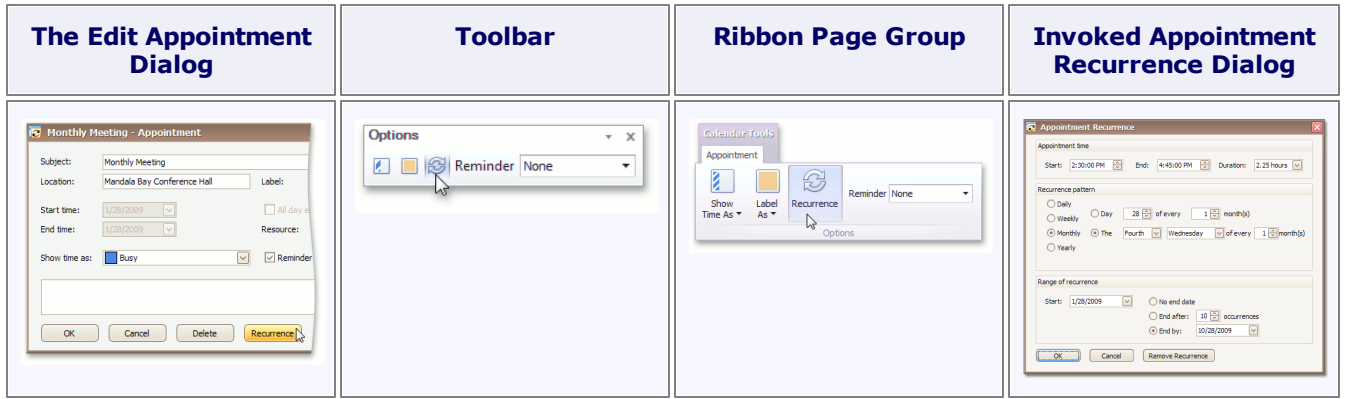 The Edit Appointment
Dialog
Toolbar
Ribbon Page Group
Invoked Appointment
Recurrence Dialog
Monthly Meeting - Appointment
Subject: Monthly Meeting
Location: Mandala Bay Conference Hall Label:
Start time: 1/28/2009 All day e
End time: 1/28/2009 Resource:
Show time as: Busy Reminder
OK Cancel Delete Recurrence
Options
Reminder None
Calendar Tools
Appointment
Show
Time As
Label
As
Recurrence
Reminder None
Options
Appointment Recurrence
Appointment time
Start: 2:30:00 PM End: 4:45:00 PM Duration: 2.25 hours
Recurrence pattern
Daily
Weekly
Monthly
Yearly
Day 28 of every 1 month(s)
The Fourth Wednesday of every 1 month(s)
Range of recurrence
Start: 1/28/2009
No end date
End after: 10 occurrences
End by: 10/28/2009
OK Cancel Remove Recurrence